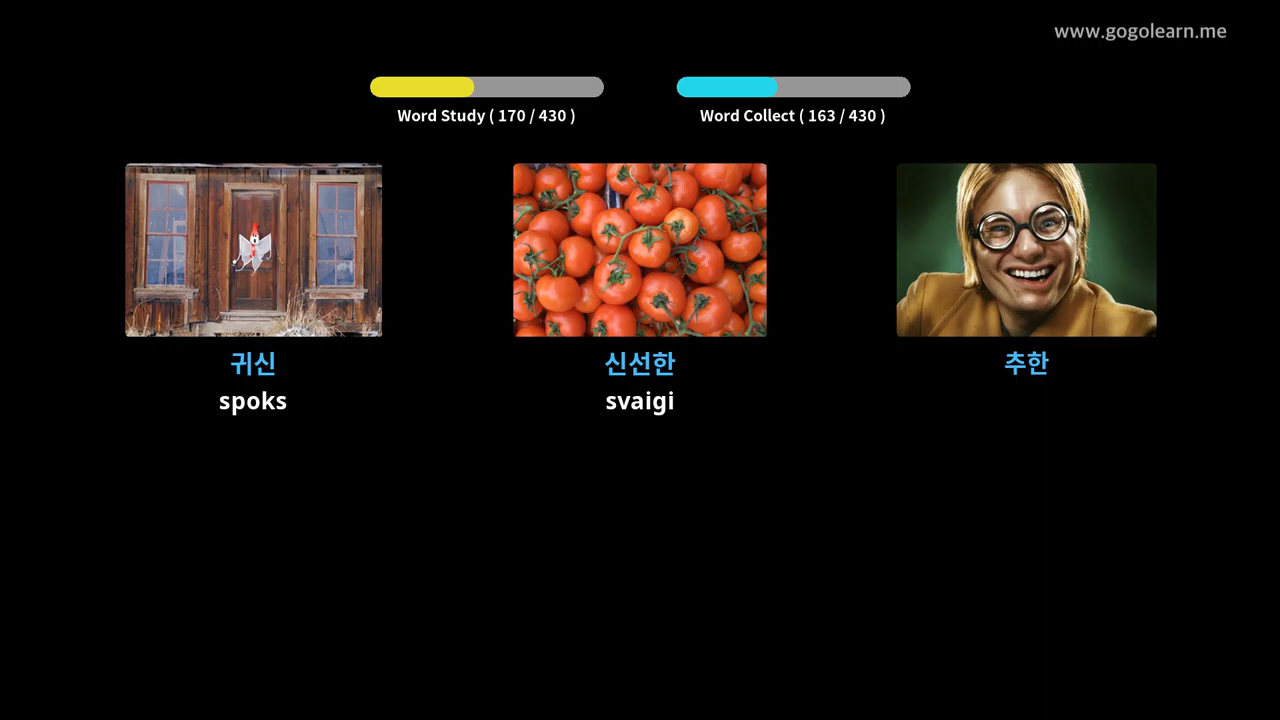 www.gogolearn.me
Word Study ( 170 / 430 )
Word Collect ( 163 / 430 )
귀신
spoks
신선한
svaigi
추한